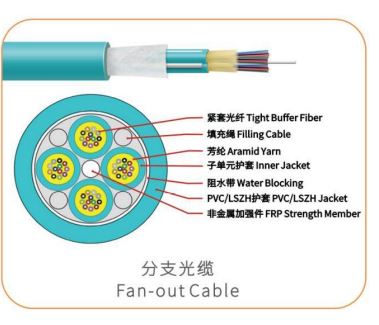 紧套光纤 Tight Buffer Fiber
填充绳 Filling Cable
芳纶 Aramid Yarn
子单元护套 Inner Jacket
阻水带 Water Blocking
PVC/LSZH护套 PVC/LSZH Jacket
非金属加强件 FRP Strength Member
分支光缆
Fan-out Cable